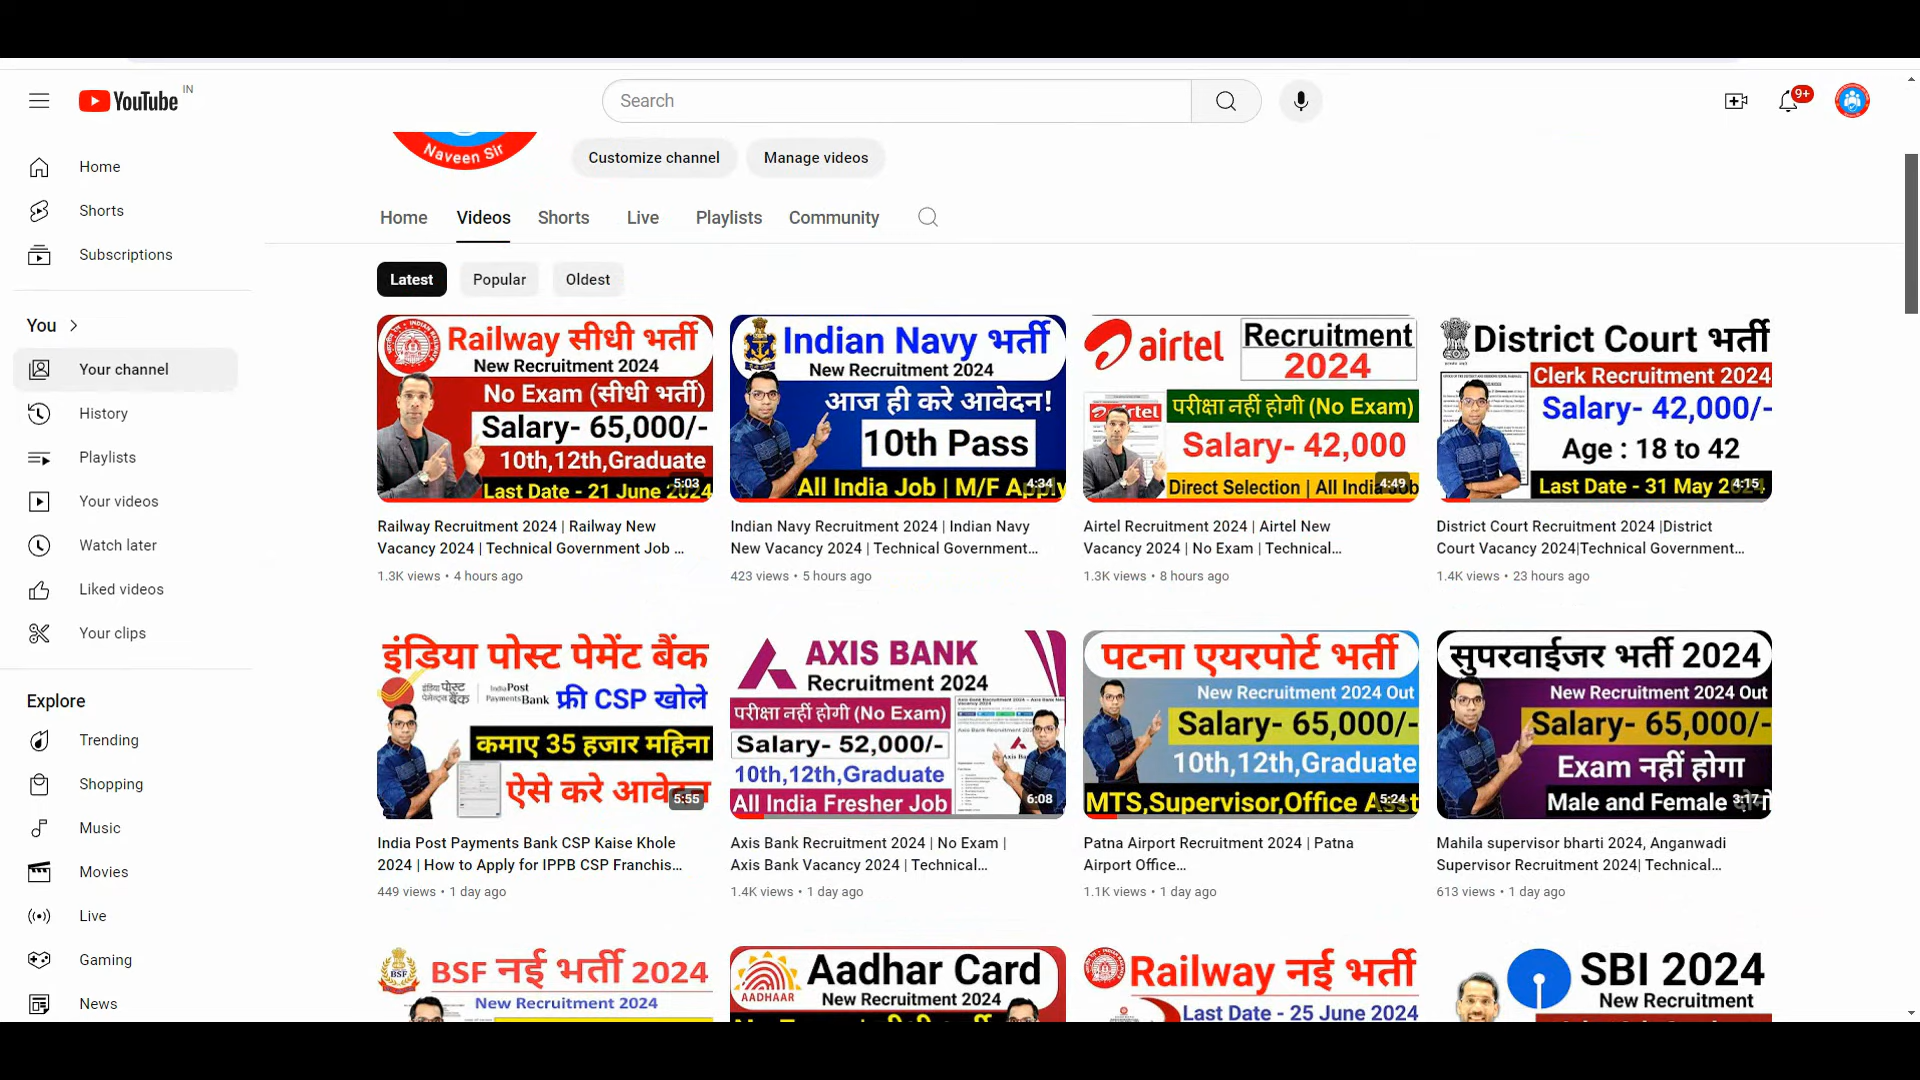 YouTube IN
Search
9+
Naveen Sir
Customize channel
Manage videos
Home
Shorts
Subscriptions
You
Your channel
History
Playlists
Your videos
Watch later
Liked videos
Your clips
Explore
Trending
Shopping
Music
Movies
Live
Gaming
News
Home Videos Shorts Live Playlists Community
Latest Popular Oldest
Railway सीधी भर्ती
New Recruitment 2024
No Exam (सीधी भर्ती)
Salary- 65,000/-
10th,12th,Graduate
Last Date - 21 June 2024
5:03
Railway Recruitment 2024 | Railway New
Vacancy 2024 | Technical Government Job ...
1.3K views • 4 hours ago
Indian Navy भर्ती
New Recruitment 2024
आज ही करे आवेदन!
10th Pass
All India Job | M/F Apply
4:34
Indian Navy Recruitment 2024 | Indian Navy
New Vacancy 2024 | Technical Government...
423 views • 5 hours ago
airtel
Recruitment
2024
airtel
परीक्षा नहीं होगी (No Exam)
Salary- 42,000
Direct Selection | All India Job
4:49
Airtel Recruitment 2024 | Airtel New
Vacancy 2024 | No Exam | Technical...
1.3K views • 8 hours ago
District Court भर्ती
Clerk Recruitment 2024
Salary- 42,000/-
Age : 18 to 42
Last Date - 31 May 2024
4:15
District Court Recruitment 2024 |District
Court Vacancy 2024|Technical Government...
1.4K views • 23 hours ago
इंडिया पोस्ट पेमेंट बैंक
IndiaPost
PaymentsBank
फ्री CSP खोले
कमाए 35 हजार महिना
ऐसे करे आवेदन
5:55
India Post Payments Bank CSP Kaise Khole
2024 | How to Apply for IPPB CSP Franchis...
449 views • 1 day ago
AXIS BANK
Recruitment 2024
परीक्षा नहीं होगी (No Exam)
Salary- 52,000/-
10th,12th,Graduate
All India Fresher Job
6:08
Axis Bank Recruitment 2024 | No Exam |
Axis Bank Vacancy 2024 | Technical...
1.4K views • 1 day ago
पटना एयरपोर्ट भर्ती
New Recruitment 2024 Out
Salary- 65,000/-
10th,12th,Graduate
MTS,Supervisor,Office Asst
5:24
Patna Airport Recruitment 2024 | Patna
Airport Office...
1.1K views • 1 day ago
सुपरवाईजर भर्ती 2024
New Recruitment 2024 Out
Salary- 65,000/-
Exam नहीं होगा
Male and Female
3:17
Mahila supervisor bharti 2024, Anganwadi
Supervisor Recruitment 2024| Technical...
613 views • 1 day ago
BSF
BSF नई भर्ती 2024
New Recruitment 2024
AADHAAR
Aadhar Card
New Recruitment 2024
Railway नई भर्ती
Last Date - 25 June 2024
SBI 2024
New Recruitment